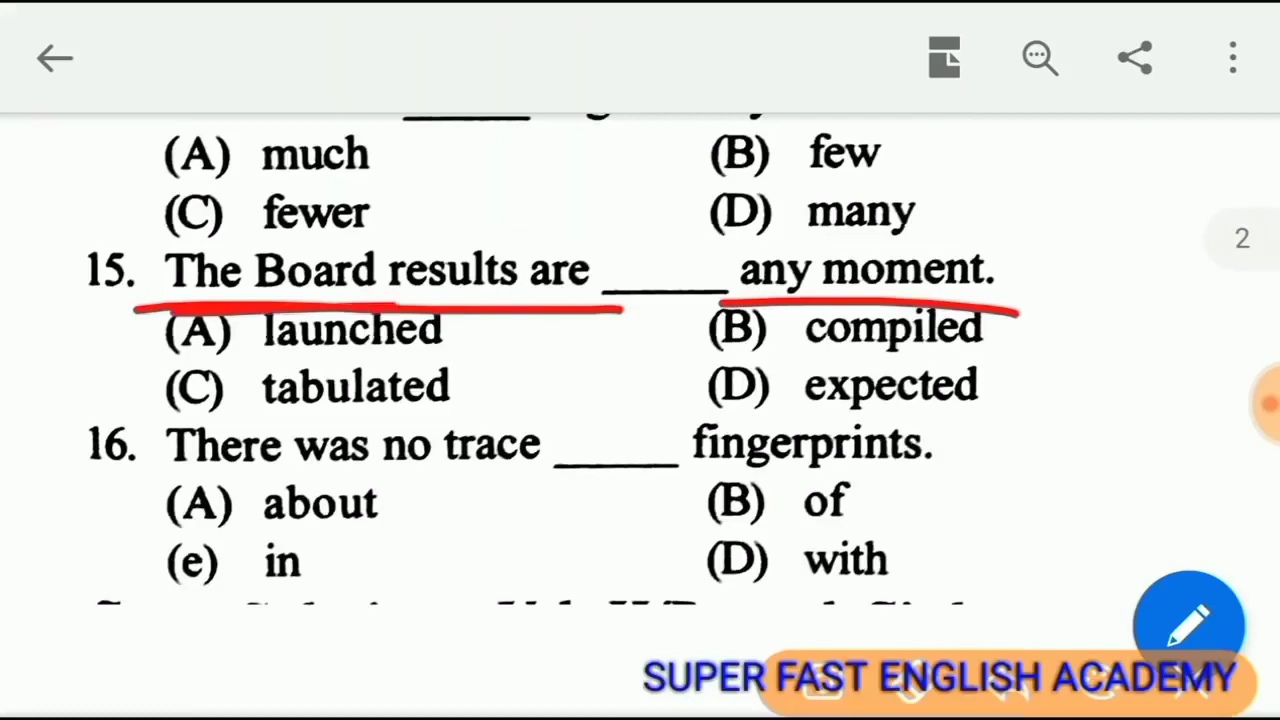 (A) much (B) few
(C) fewer (D) many
2
15. The Board results are ______ any moment.
(A) launched (B) compiled
(C) tabulated (D) expected
16. There was no trace ______ fingerprints.
(A) about (B) of
(e) in (D) with
SUPER FAST ENGLISH ACADEMY